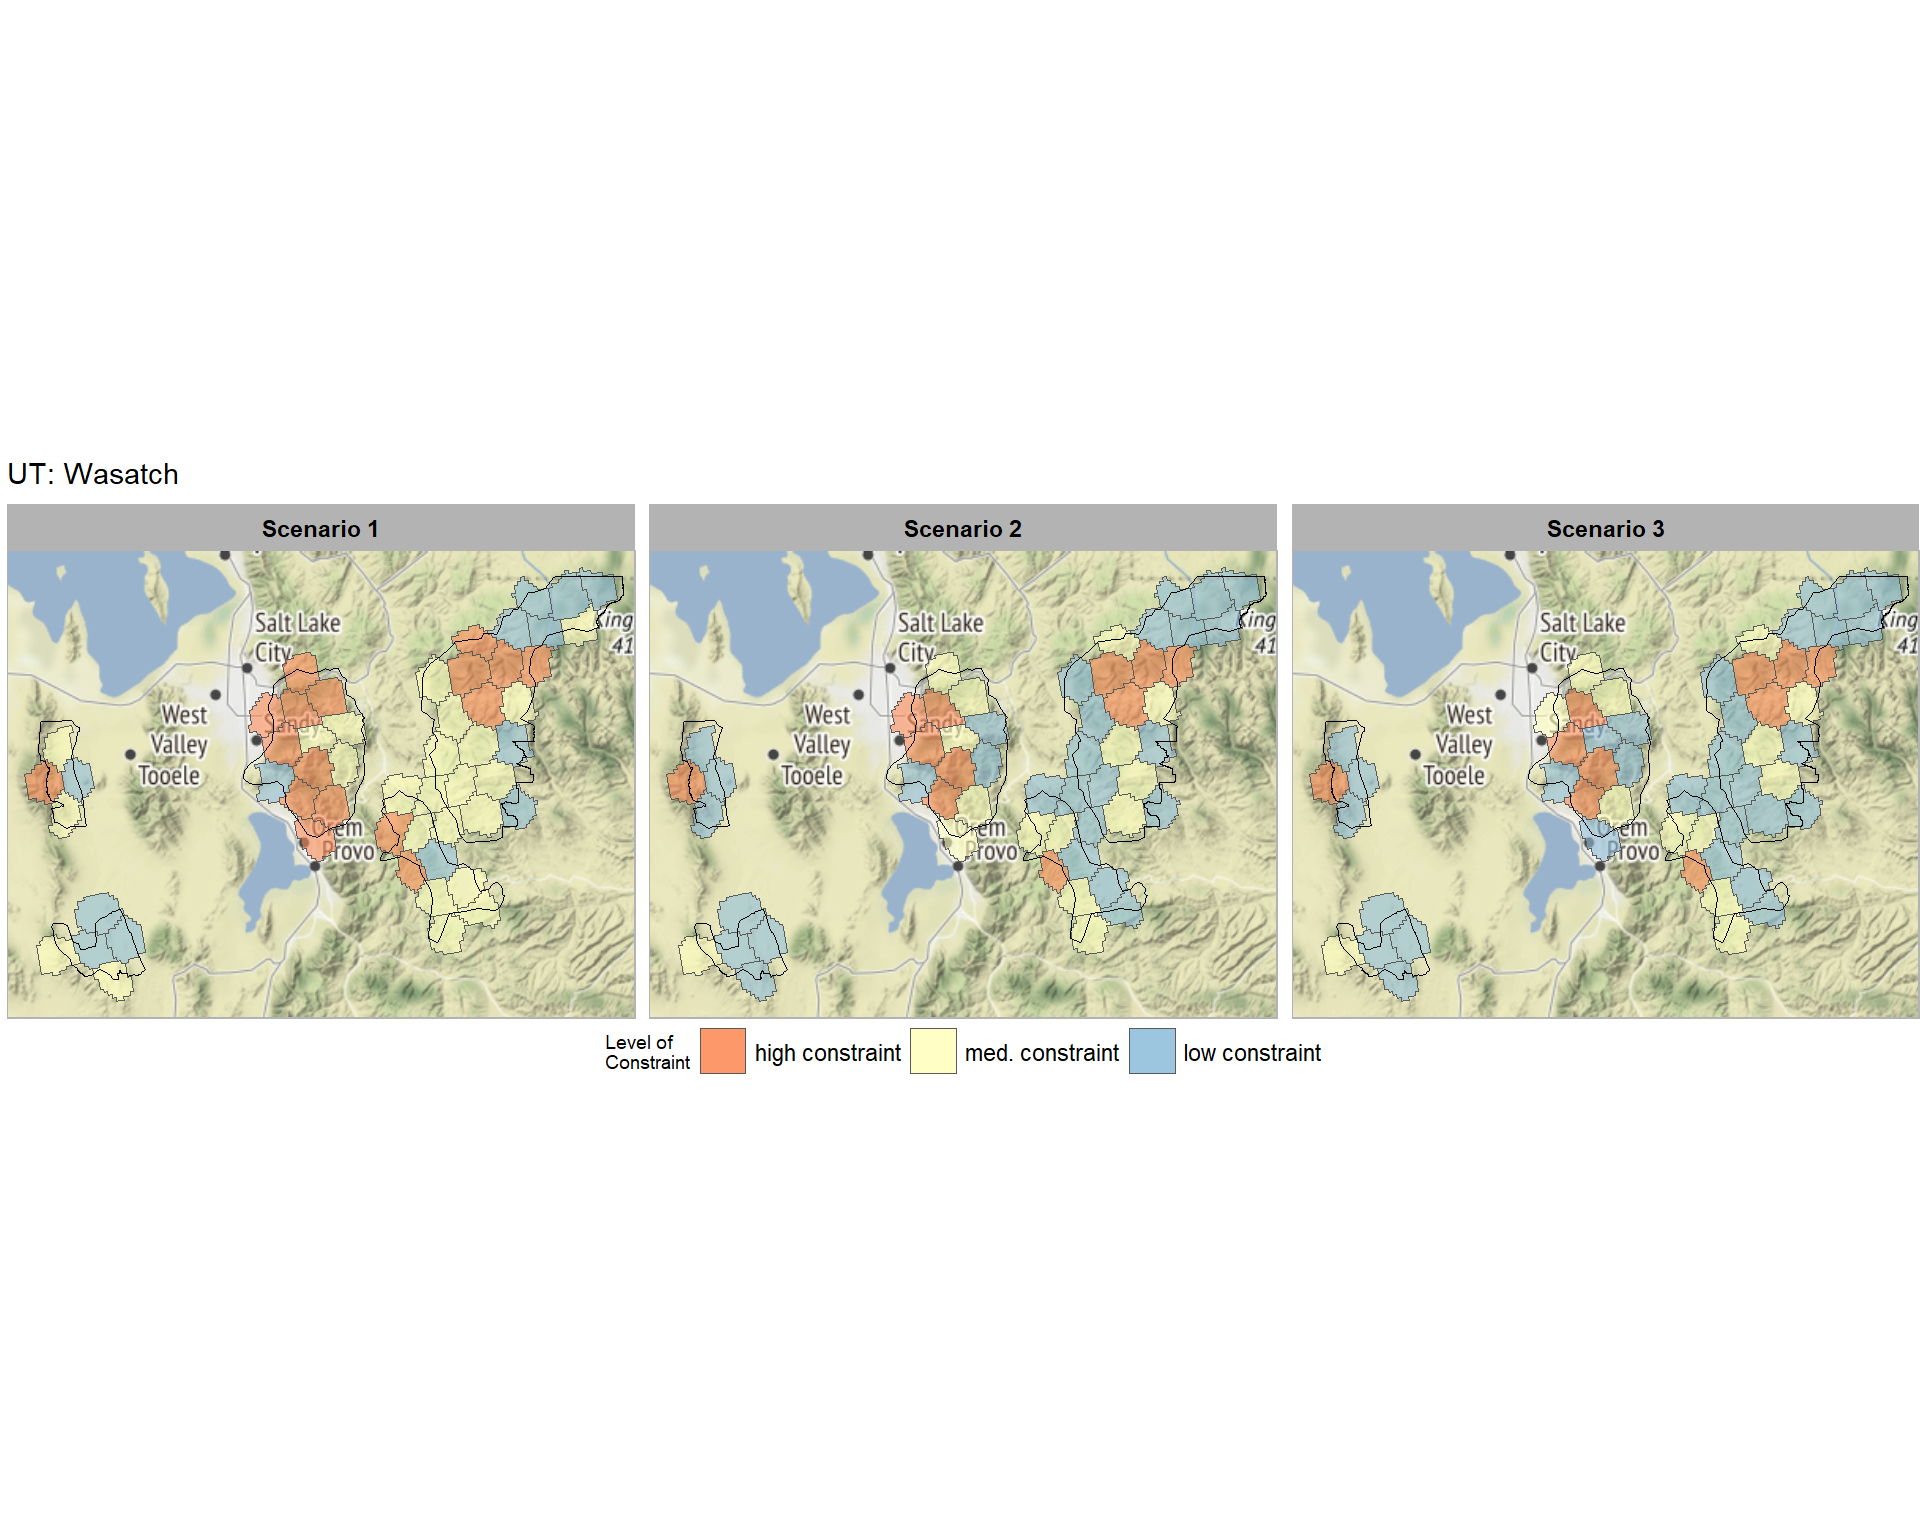 UT: Wasatch
Scenario 1
Scenario 2
Scenario 3
Salt Lake
City
King
41
West
Valley
Sandy
Tooele
Orem
Provo
Salt Lake
City
King
41
West
Valley
Sandy
Tooele
Orem
Provo
Salt Lake
City
King
41
West
Valley
Sandy
Tooele
Orem
Provo
Level of
Constraint
high constraint
med. constraint
low constraint